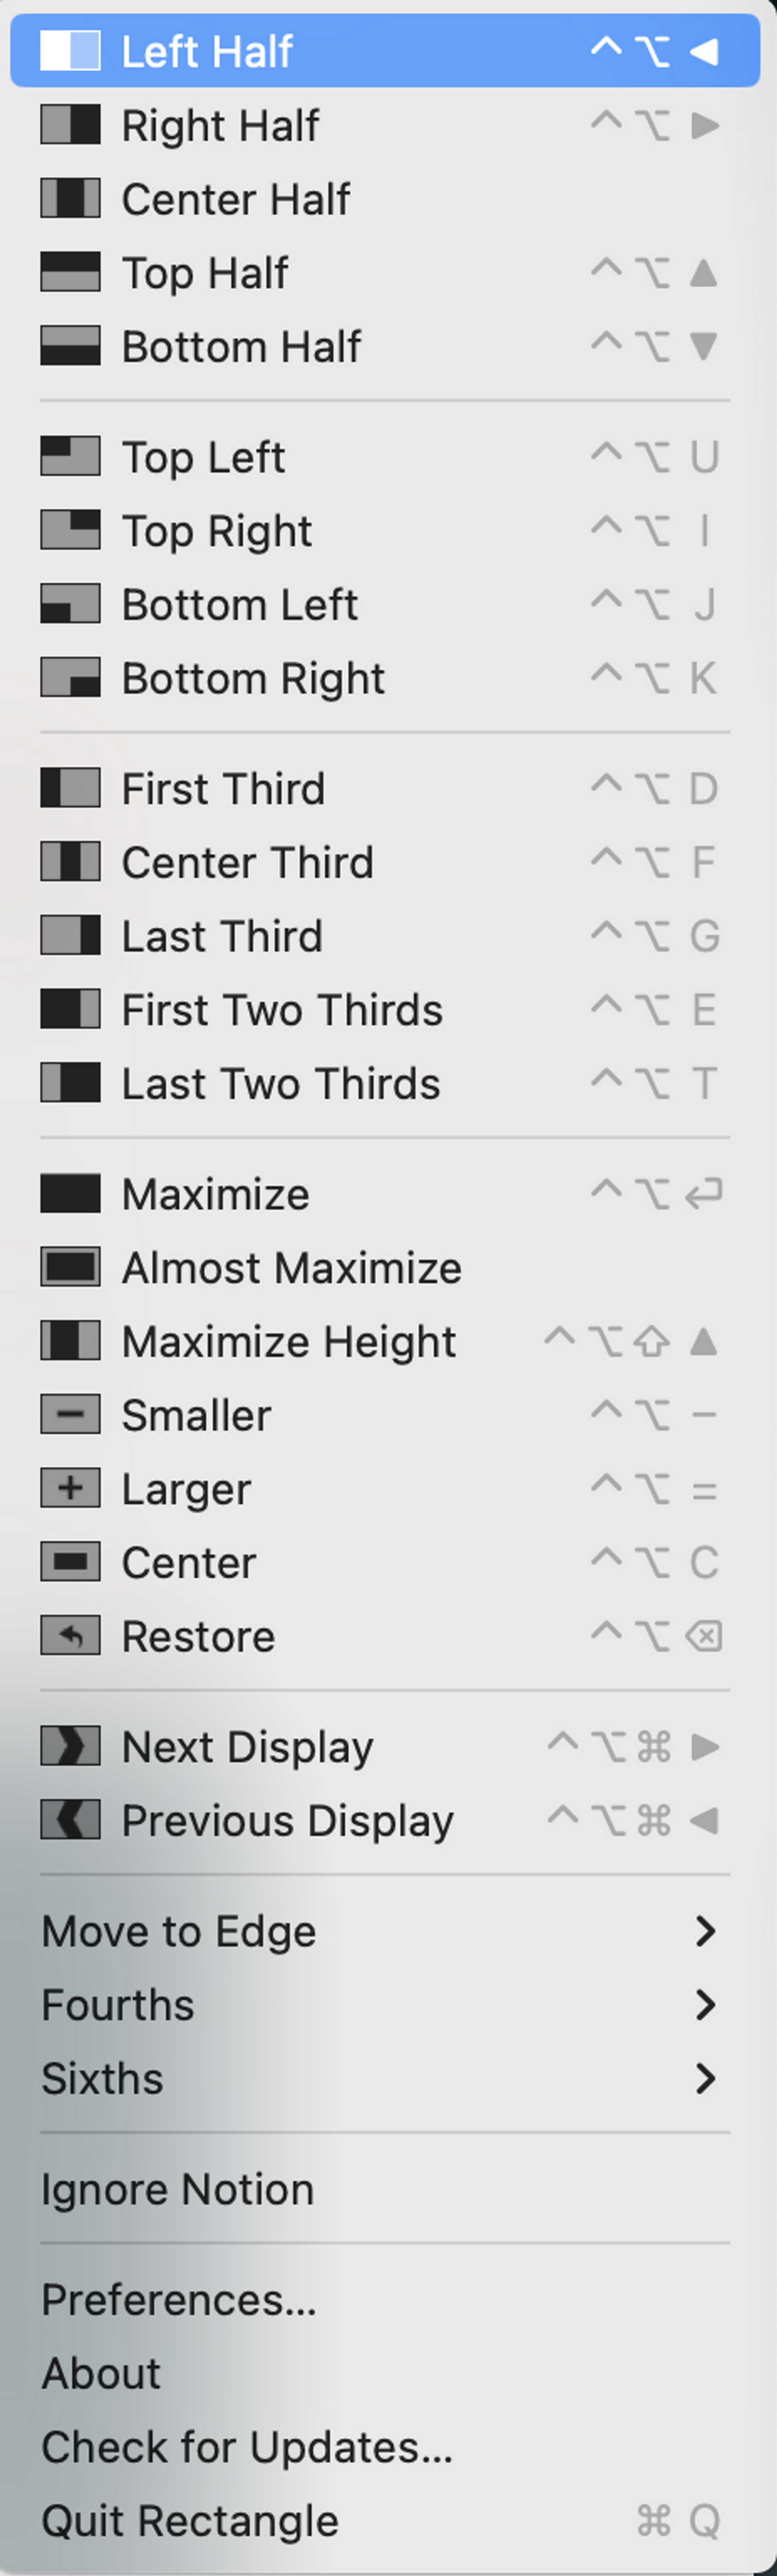 Left Half ^ ⌥ ◀
Right Half ^ ⌥ ▶
Center Half
Top Half ^ ⌥ ▲
Bottom Half ^ ⌥ ▼
Top Left ^ ⌥ U
Top Right ^ ⌥ I
Bottom Left ^ ⌥ J
Bottom Right ^ ⌥ K
First Third ^ ⌥ D
Center Third ^ ⌥ F
Last Third ^ ⌥ G
First Two Thirds ^ ⌥ E
Last Two Thirds ^ ⌥ T
Maximize ^ ⌥ ↩
Almost Maximize
Maximize Height ^ ⌥ ⇧ ▲
Smaller ^ ⌥ –
Larger ^ ⌥ =
Center ^ ⌥ C
Restore ^ ⌥ ⌫
Next Display ^ ⌥ ⌘ ▶
Previous Display ^ ⌥ ⌘ ◀
Move to Edge >
Fourths >
Sixths >
Ignore Notion
Preferences...
About
Check for Updates...
Quit Rectangle ⌘ Q